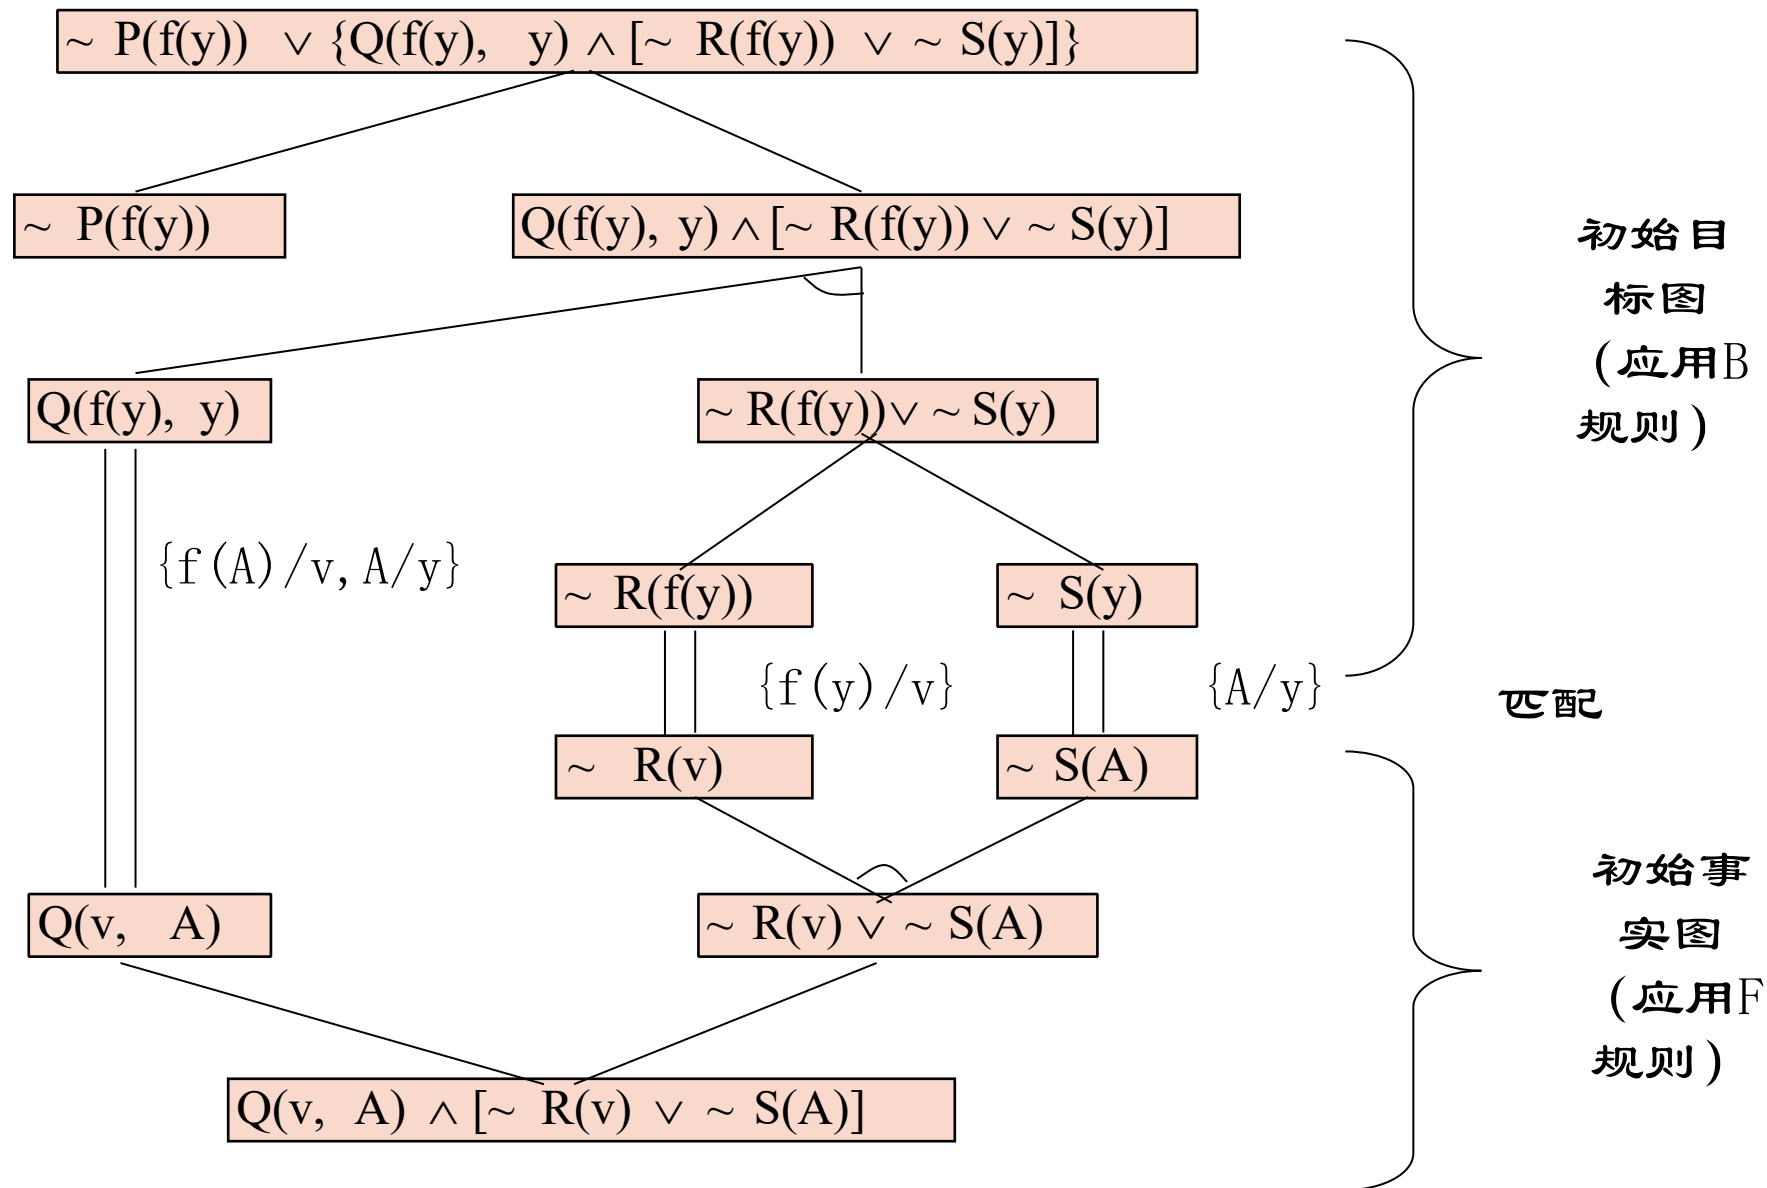 ~ P(f(y)) ∨ {Q(f(y), y) ∧ [~ R(f(y)) ∨ ~ S(y)]}
~ P(f(y))
Q(f(y), y) ∧ [~ R(f(y)) ∨ ~ S(y)]
Q(f(y), y)
~ R(f(y)) ∨ ~ S(y)
{f(A)/v, A/y}
~ R(f(y))
~ S(y)
{f(y)/v}
{A/y}
~ R(v)
~ S(A)
Q(v, A)
~ R(v) ∨ ~ S(A)
Q(v, A) ∧ [~ R(v) ∨ ~ S(A)]
初始目
标图
(应用B
规则)
匹配
初始事
实图
(应用F
规则)